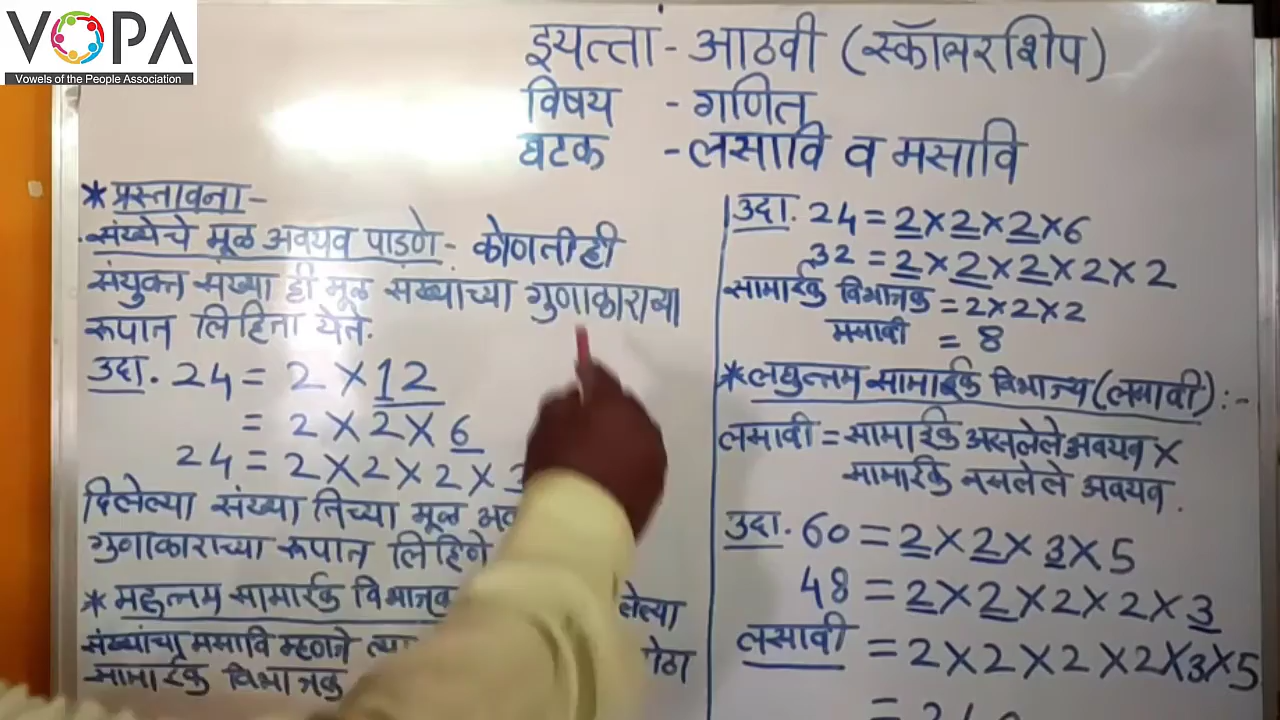 VOPA
Vowels of the People Association
इयत्ता - आठवी (स्कॉलरशिप)
विषय - गणित
घटक - लसावि व मसावि
* प्रस्तावना -
संख्येचे मूळ अवयव पाडणे - कोणतीही
संयुक्त संख्या ही मूळ संख्यांच्या गुणाकाराच्या
रूपात लिहिता येते.
उदा. 24 = 2 × 12
= 2 × 2 × 6
24 = 2 × 2 × 2 ×
दिलेल्या संख्या तिच्या मूळ
गुणाकाराच्या रूपात लिहिणे
* महत्तम सामाईक विभाजक
संख्यांचा मसावि म्हणजे
सामाईक विभाजक
उदा. 24 = 2×2×2×6
32 = 2×2×2×2×2
सामाईक विभाजक = 2×2×2
मसावी = 8
* लघुत्तम सामाईक विभाज्य (लसावी) :-
लसावी = सामाईक असलेले अवयव ×
सामाईक नसलेले अवयव.
उदा. 60 = 2×2×3×5
48 = 2×2×2×2×3
लसावी = 2×2×2×2×3×5